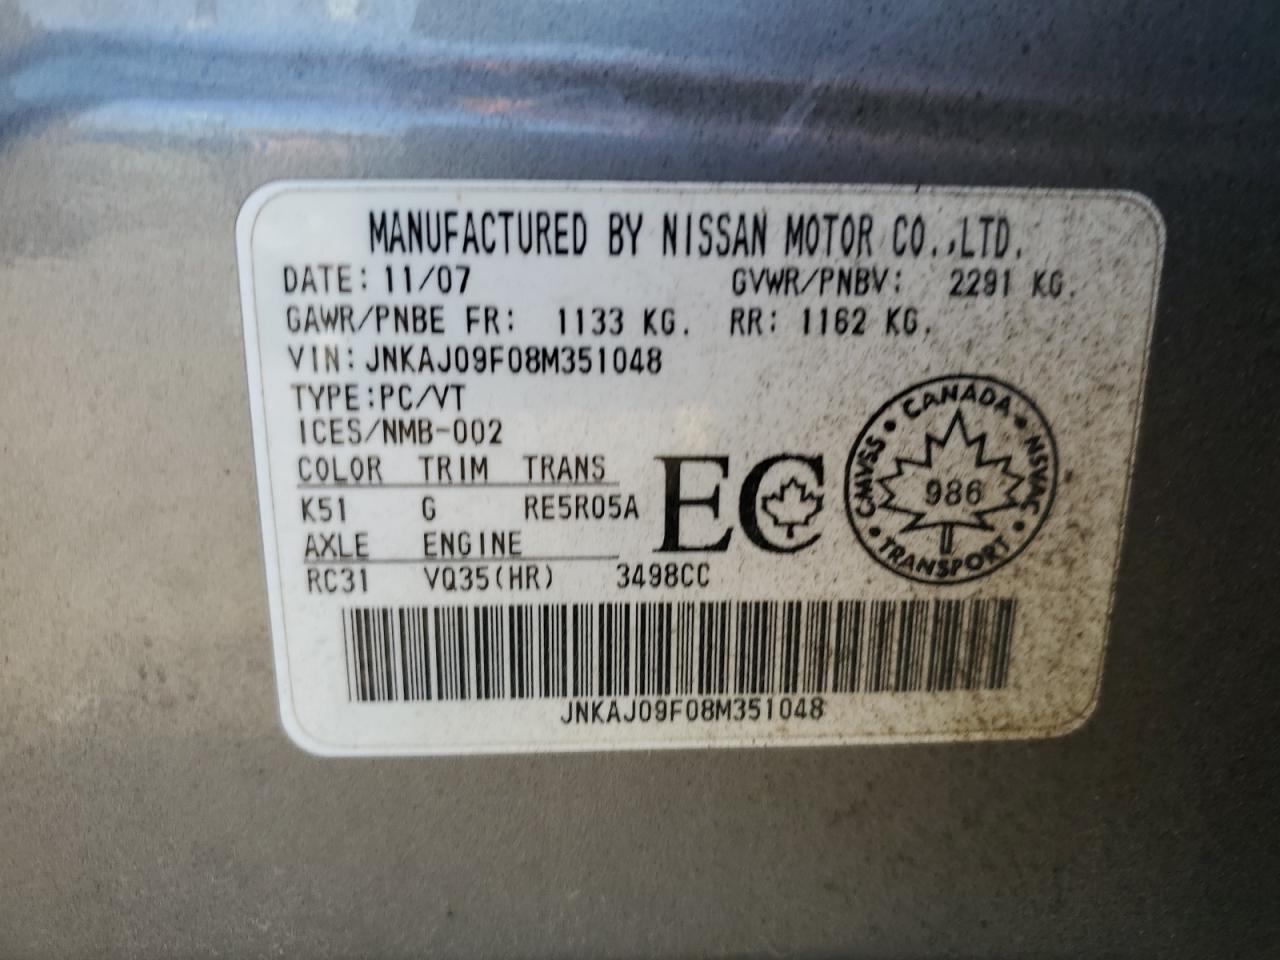 MANUFACTURED BY NISSAN MOTOR CO.,LTD.
DATE: 11/07 GVWR/PNBV: 2291 KG.
GAWR/PNBE FR: 1133 KG. RR: 1162 KG.
VIN: JNKAJ09F08M351048
TYPE:PC/VT
ICES/NMB-002
COLOR TRIM TRANS
K51 G RE5R05A
AXLE ENGINE
RC31 VQ35(HR) 3498CC
EC
CANADA • NSVAC • TRANSPORT • CMVSS •
986
JNKAJ09F08M351048